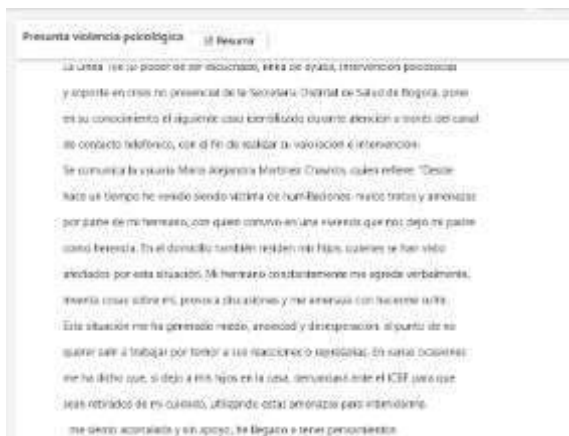 Presunta violencia psicológica Resumir
La Línea 106 "El poder de ser escuchado, línea de ayuda, intervención psicosocial
y soporte en crisis no presencial de la Secretaría Distrital de Salud de Bogotá, pone
en su conocimiento el siguiente caso identificado durante atención a través del canal
de contacto telefónico, con el fin de realizar su valoración e intervención:
Se comunica la usuaria María Alejandra Martínez quien refiere: "Desde
hace un tiempo he venido siendo víctima de humillaciones, malos tratos y amenazas
por parte de mi hermano, con quien convivo en una vivienda que nos dejó mi padre
como herencia. En el domicilio también residen mis hijos, quienes se han visto
afectados por esta situación. Mi hermano constantemente me agrede verbalmente,
inventa cosas sobre mí, provoca discusiones y me amenaza con hacerme sufrir.
Esta situación me ha generado miedo, ansiedad y desesperación, al punto de no
querer salir a trabajar por temor a sus reacciones o represalias. En varias ocasiones
me ha dicho que, si dejo a mis hijos en la casa, denunciará ante el ICBF para que
sean retirados de mi cuidado, utilizando estas amenazas para intimidarme.
me siento acorralada y sin apoyo, he llegado a tener pensamientos